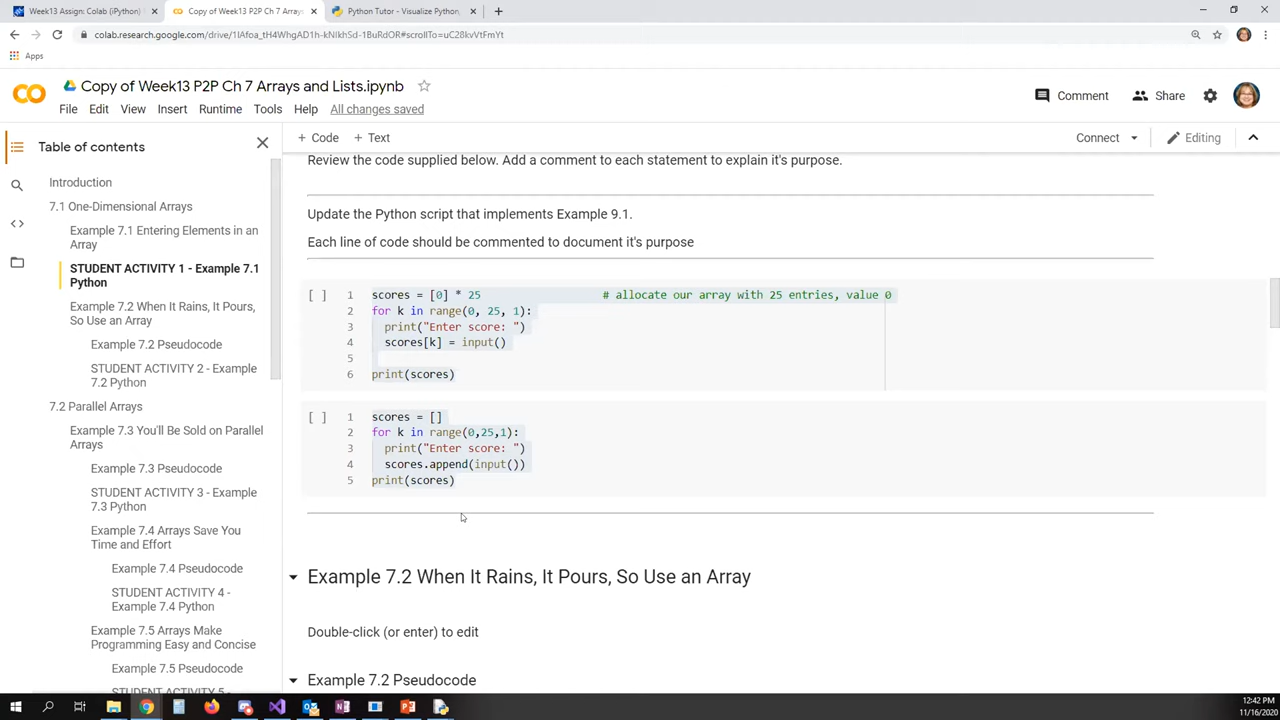 Week13 Assign: Colab (iPython)
Copy of Week13 P2P Ch 7 Arrays
Python Tutor - Visualize Python,
colab.research.google.com/drive/1lAfoa_tH4WhgAD1h-kNlkhSd-1BuRdOR#scrollTo=uC28kvVtFmYt
Apps
Copy of Week13 P2P Ch 7 Arrays and Lists.ipynb
File Edit View Insert Runtime Tools Help All changes saved
Comment
Share
Table of contents
+ Code + Text
Connect
Editing
Introduction
7.1 One-Dimensional Arrays
Example 7.1 Entering Elements in an
Array
STUDENT ACTIVITY 1 - Example 7.1
Python
Example 7.2 When It Rains, It Pours,
So Use an Array
Example 7.2 Pseudocode
STUDENT ACTIVITY 2 - Example
7.2 Python
7.2 Parallel Arrays
Example 7.3 You'll Be Sold on Parallel
Arrays
Example 7.3 Pseudocode
STUDENT ACTIVITY 3 - Example
7.3 Python
Example 7.4 Arrays Save You
Time and Effort
Example 7.4 Pseudocode
STUDENT ACTIVITY 4 -
Example 7.4 Python
Example 7.5 Arrays Make
Programming Easy and Concise
Example 7.5 Pseudocode
STUDENT ACTIVITY 5 -
Review the code supplied below. Add a comment to each statement to explain it's purpose.
Update the Python script that implements Example 9.1.
Each line of code should be commented to document it's purpose
[ ] 1 scores = [0] * 25 # allocate our array with 25 entries, value 0
2 for k in range(0, 25, 1):
3 print("Enter score: ")
4 scores[k] = input()
5
6 print(scores)
[ ] 1 scores = []
2 for k in range(0,25,1):
3 print("Enter score: ")
4 scores.append(input())
5 print(scores)
Example 7.2 When It Rains, It Pours, So Use an Array
Double-click (or enter) to edit
Example 7.2 Pseudocode
12:42 PM
11/16/2020